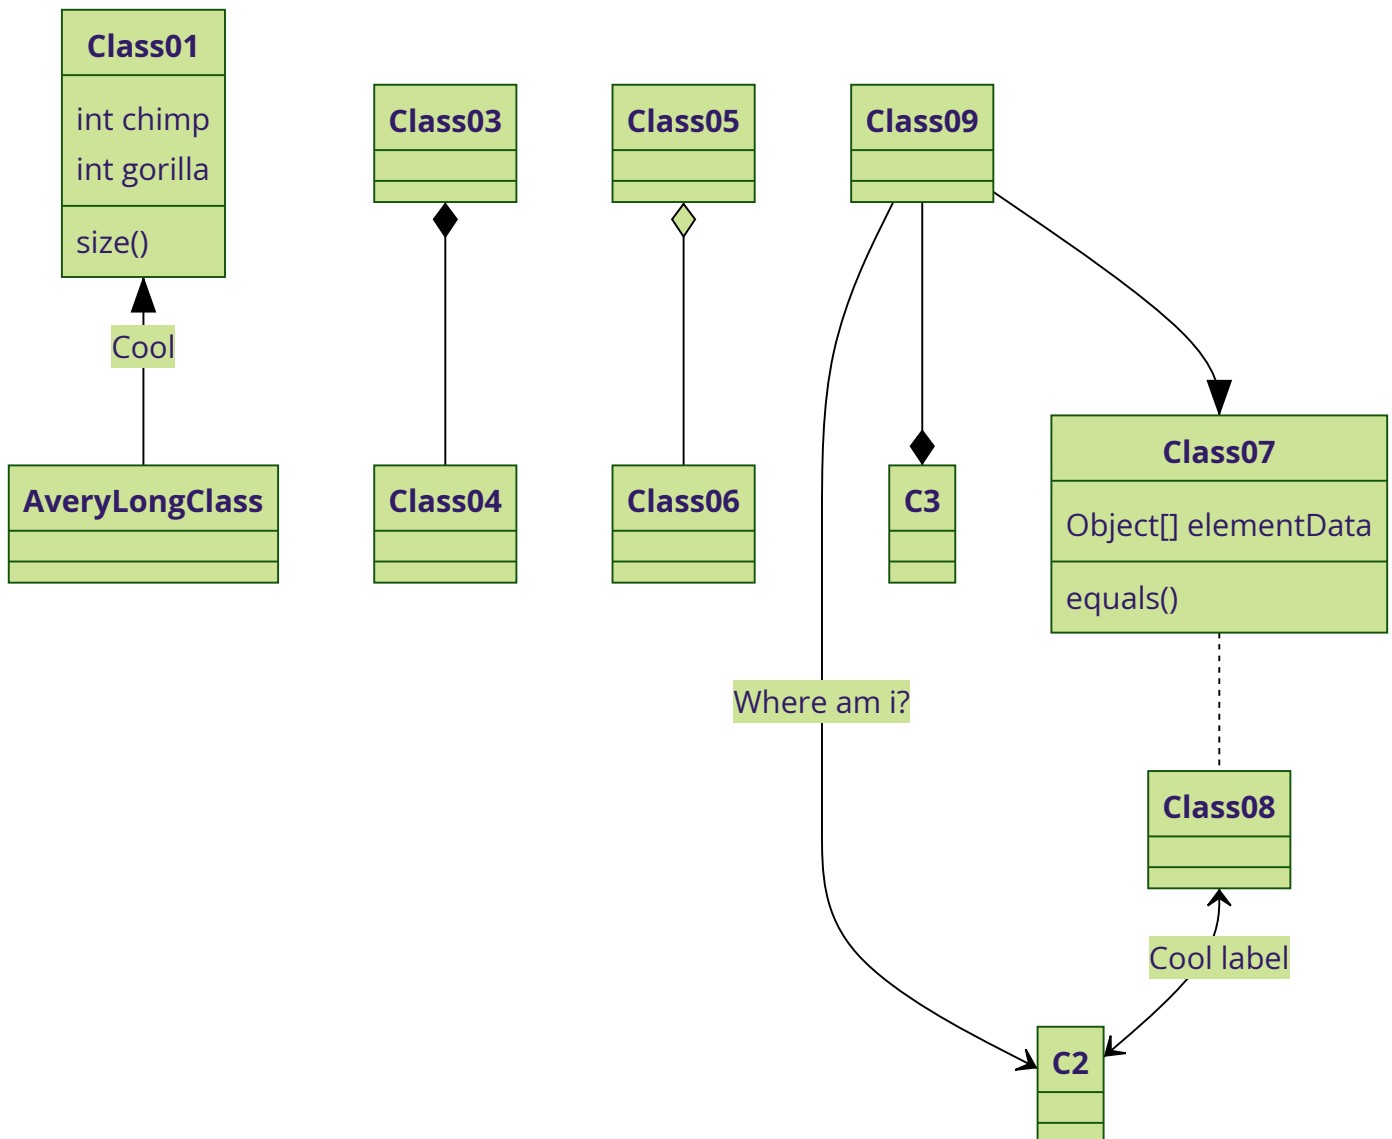 Class01
int chimp
int gorilla
size()
Cool
AveryLongClass
Class03
Class04
Class05
Class06
Class09
C3
Class07
Object[] elementData
equals()
Where am i?
Class08
Cool label
C2